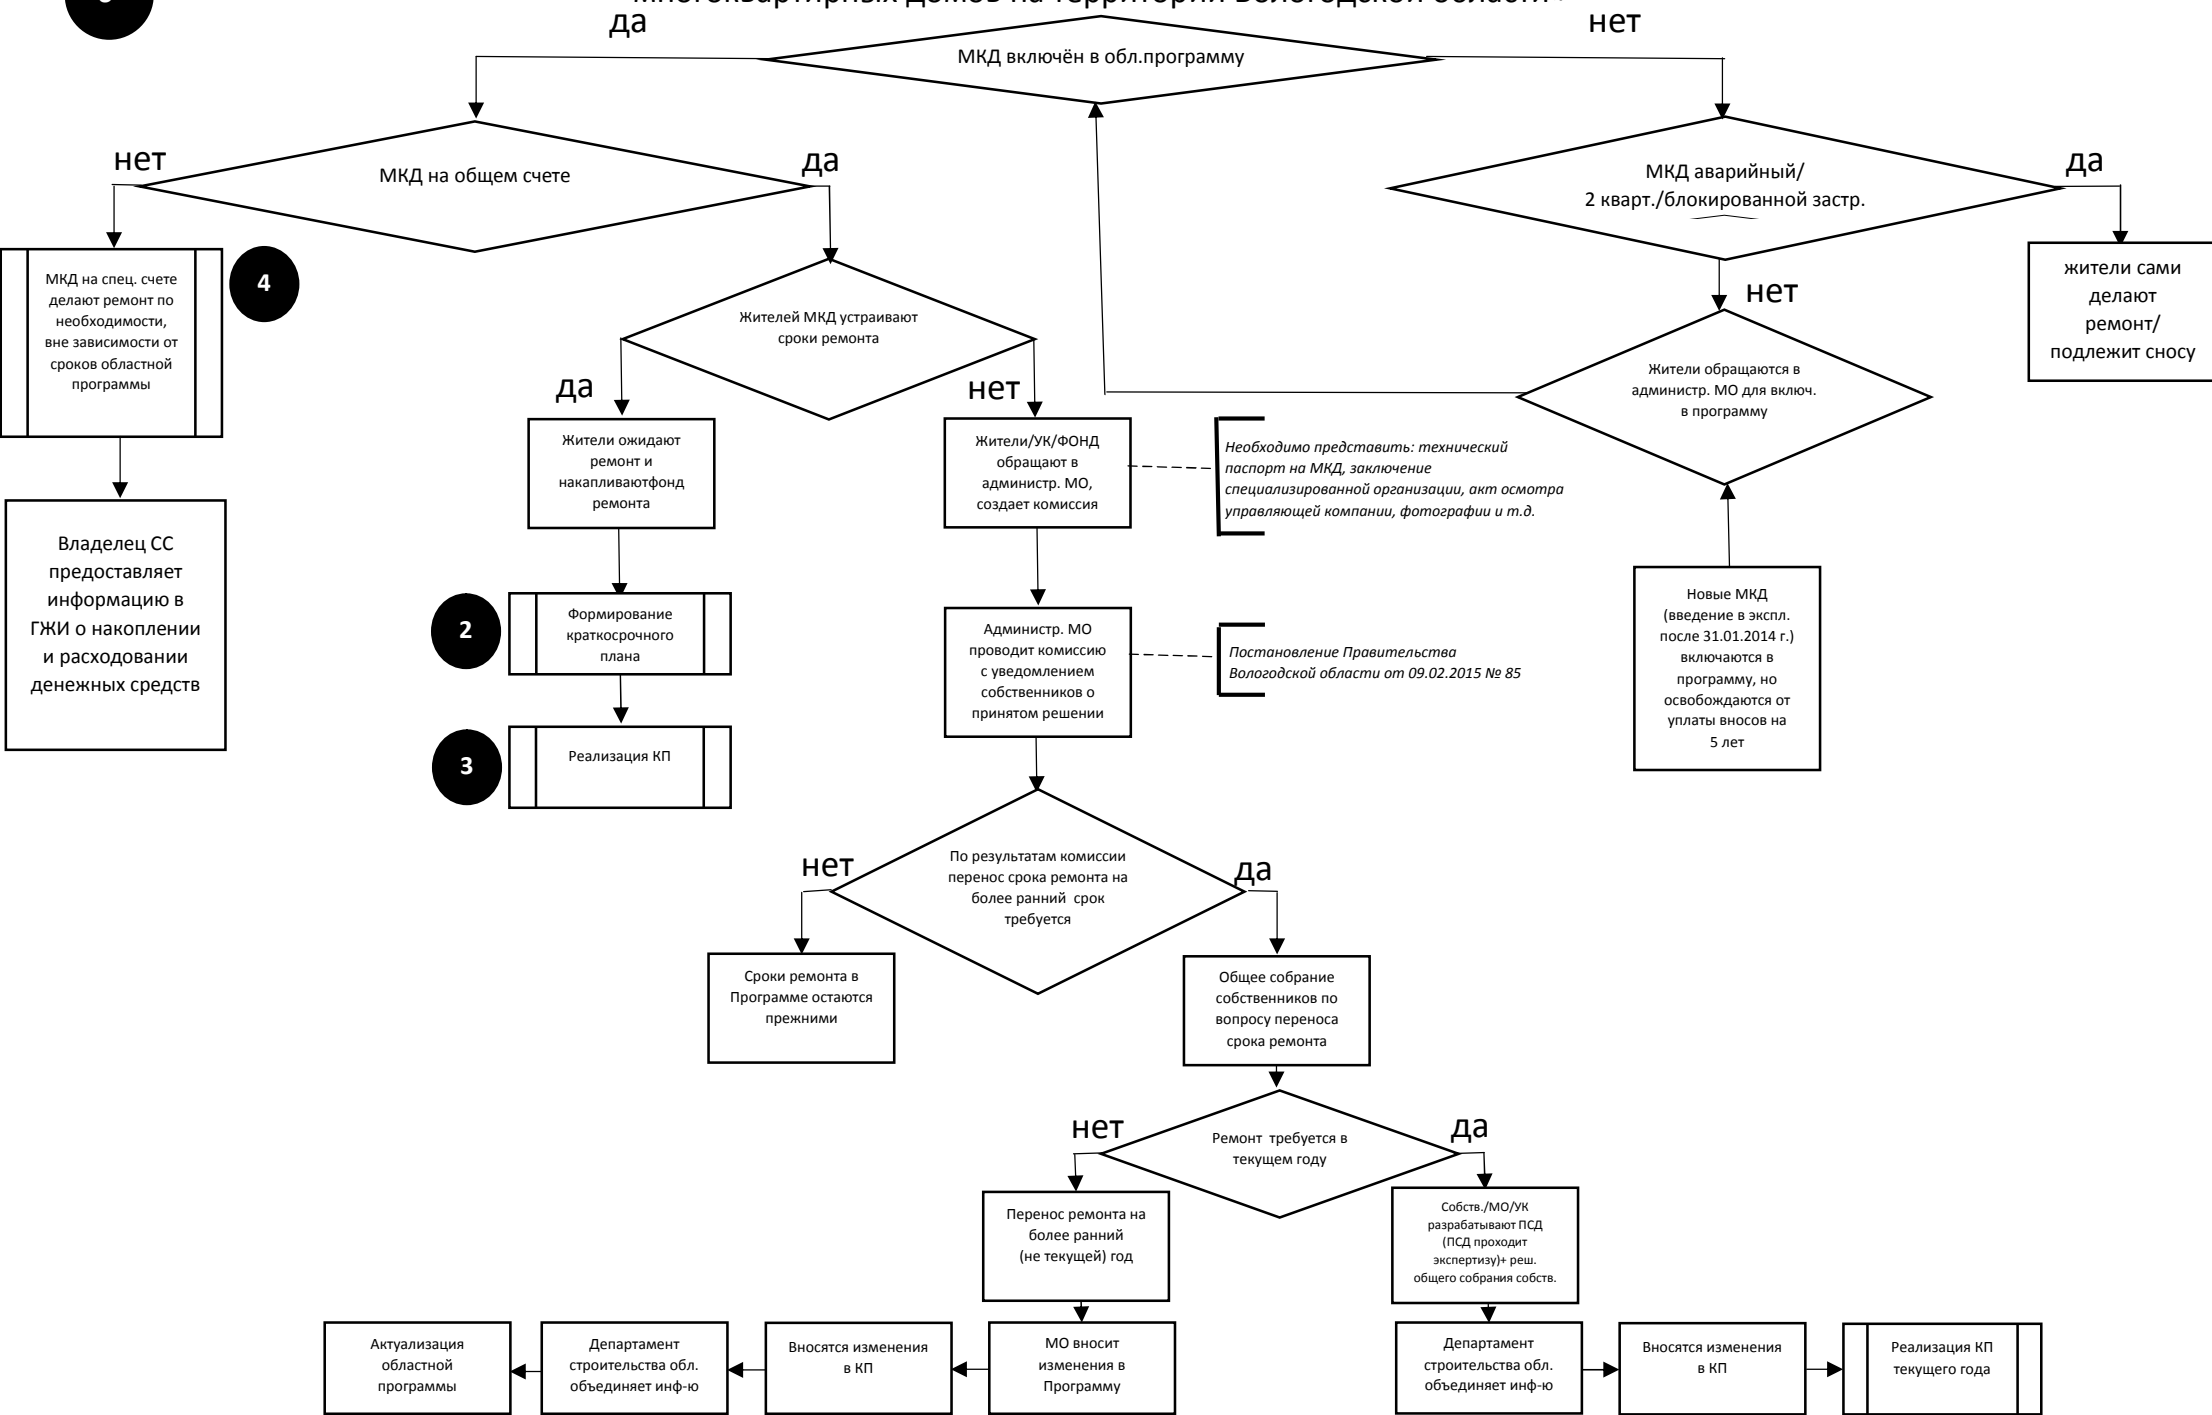 многоквартирных домов на территории Вологодской области
да
нет
МКД включён в обл.программу
нет
МКД на общем счете
да
МКД аварийный/
2 кварт./блокированной застр.
да
МКД на спец. счете
делают ремонт по
необходимости,
вне зависимости от
сроков областной
программы
4
Жителей МКД устраивают
сроки ремонта
нет
жители сами
делают
ремонт/
подлежит сносу
да
нет
Жители обращаются в
администр. МО для включ.
в программу
Жители ожидают
ремонт и
накапливаютфонд
ремонта
Жители/УК/ФОНД
обращают в
администр. МО,
создает комиссия
Необходимо представить: технический
паспорт на МКД, заключение
специализированной организации, акт осмотра
управляющей компании, фотографии и т.д.
Владелец СС
предоставляет
информацию в
ГЖИ о накоплении
и расходовании
денежных средств
2
Формирование
краткосрочного
плана
Администр. МО
проводит комиссию
с уведомлением
собственников о
принятом решении
Постановление Правительства
Вологодской области от 09.02.2015 № 85
Новые МКД
(введение в экспл.
после 31.01.2014 г.)
включаются в
программу, но
освобождаются от
уплаты вносов на
5 лет
3
Реализация КП
нет
По результатам комиссии
перенос срока ремонта на
более ранний срок
требуется
да
Сроки ремонта в
Программе остаются
прежними
Общее собрание
собственников по
вопросу переноса
срока ремонта
нет
Ремонт требуется в
текущем году
да
Перенос ремонта на
более ранний
(не текущей) год
Собств./МО/УК
разрабатывают ПСД
(ПСД проходит
экспертизу)+ реш.
общего собрания собств.
Актуализация
областной
программы
Департамент
строительства обл.
объединяет инф-ю
Вносятся изменения
в КП
МО вносит
изменения в
Программу
Департамент
строительства обл.
объединяет инф-ю
Вносятся изменения
в КП
Реализация КП
текущего года